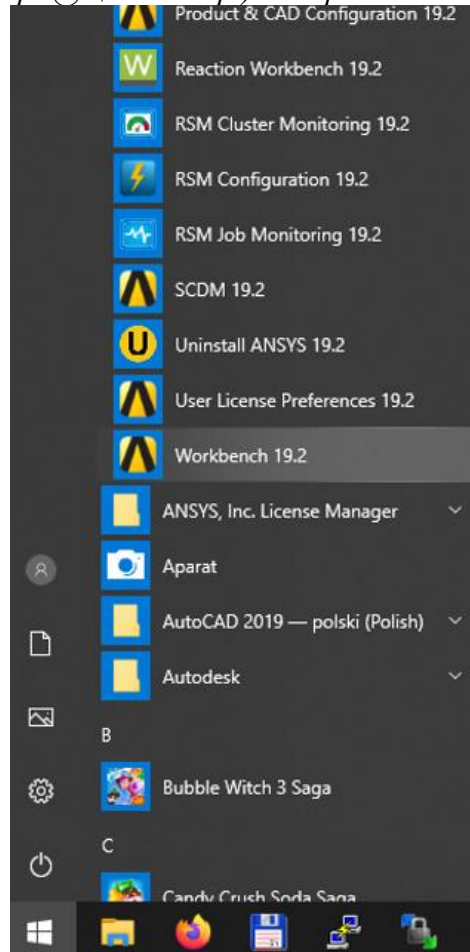 Product & CAD Configuration 19.2
Reaction Workbench 19.2
RSM Cluster Monitoring 19.2
RSM Configuration 19.2
RSM Job Monitoring 19.2
SCDM 19.2
Uninstall ANSYS 19.2
User License Preferences 19.2
Workbench 19.2
ANSYS, Inc. License Manager
Aparat
AutoCAD 2019 — polski (Polish)
Autodesk
B
Bubble Witch 3 Saga
C
Candy Crush Soda Saga